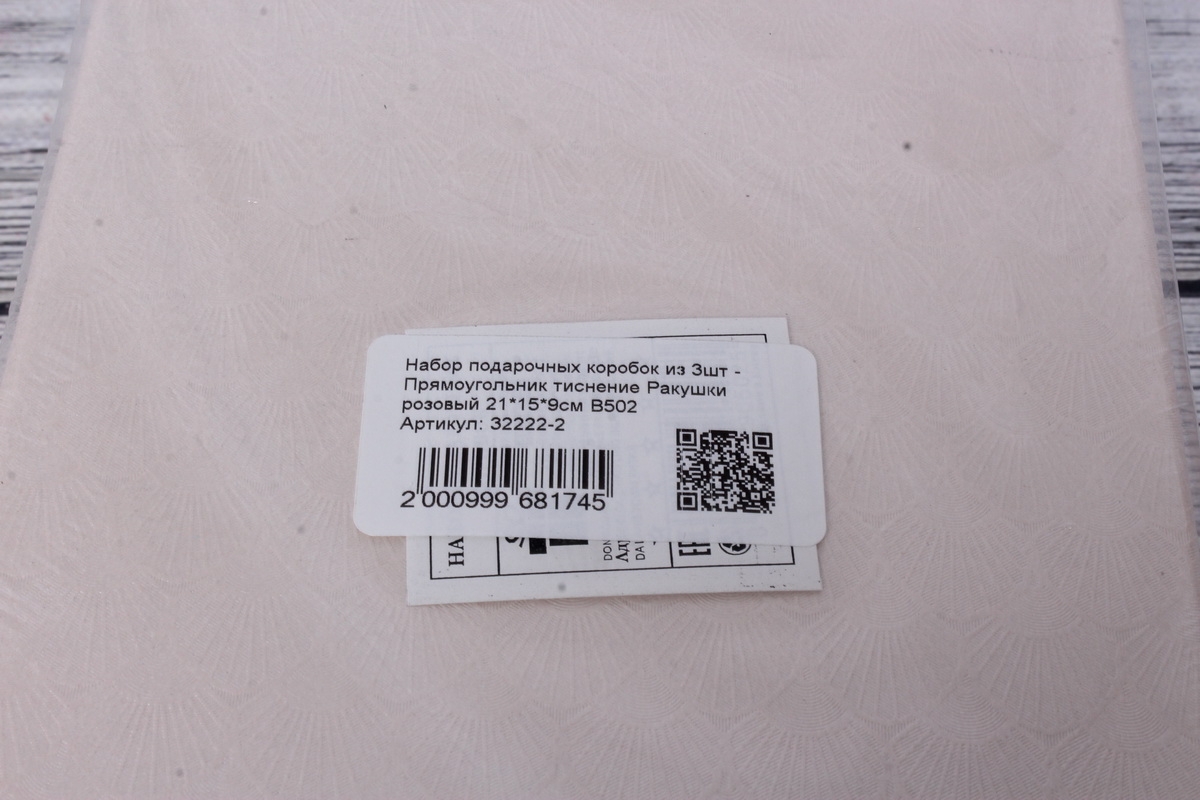 Набор подарочных коробок из 3шт -
Прямоугольник тиснение Ракушки
розовый 21*15*9см B502
Артикул: 32222-2
2 000999 681745